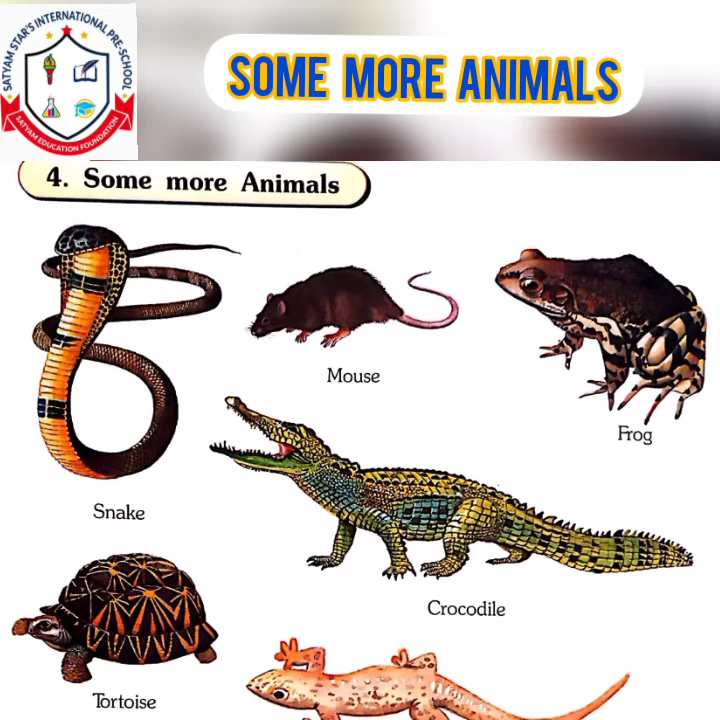 SATYAM STAR'S INTERNATIONAL PRE-SCHOOL
SATYAM EDUCATION FOUNDATION
SOME MORE ANIMALS
4. Some more Animals
Mouse
Frog
Snake
Crocodile
Tortoise